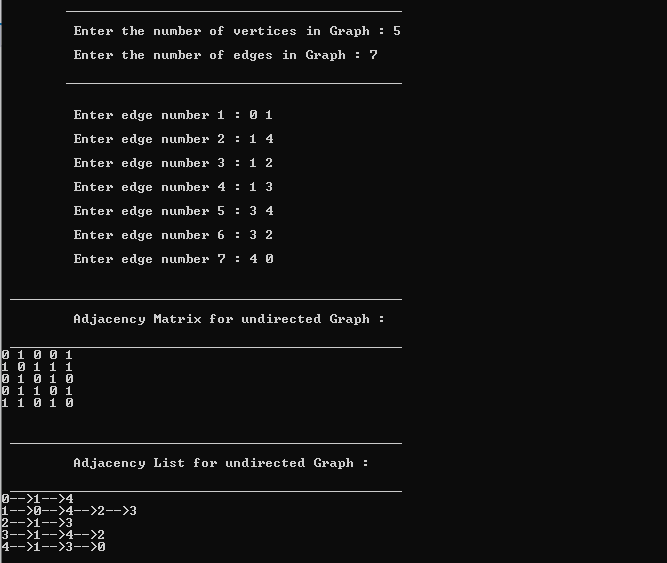 Enter the number of vertices in Graph : 5
Enter the number of edges in Graph : 7
Enter edge number 1 : 0 1
Enter edge number 2 : 1 4
Enter edge number 3 : 1 2
Enter edge number 4 : 1 3
Enter edge number 5 : 3 4
Enter edge number 6 : 3 2
Enter edge number 7 : 4 0
Adjacency Matrix for undirected Graph :
0 1 0 0 1
1 0 1 1 1
0 1 0 1 0
0 1 1 0 1
1 1 0 1 0
Adjacency List for undirected Graph :
0-->1-->4
1-->0-->4-->2-->3
2-->1-->3
3-->1-->4-->2
4-->1-->3-->0